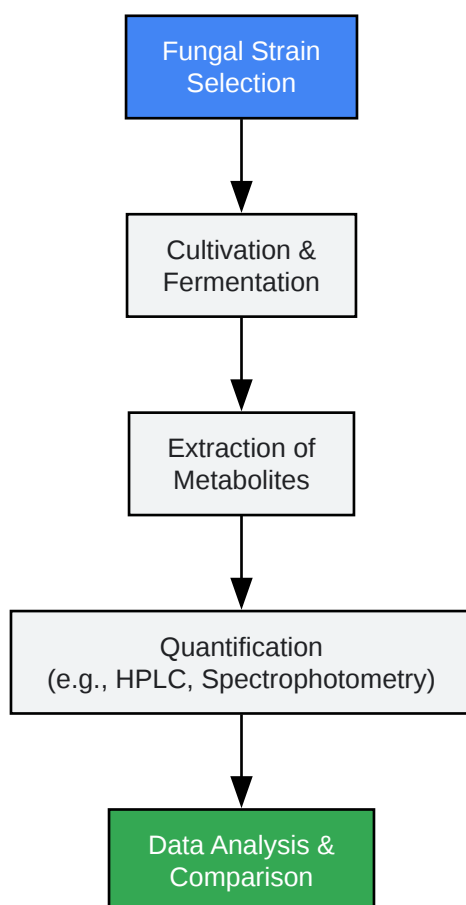 Fungal Strain
Selection
Cultivation &
Fermentation
Extraction of
Metabolites
Quantification
(e.g., HPLC, Spectrophotometry)
Data Analysis &
Comparison